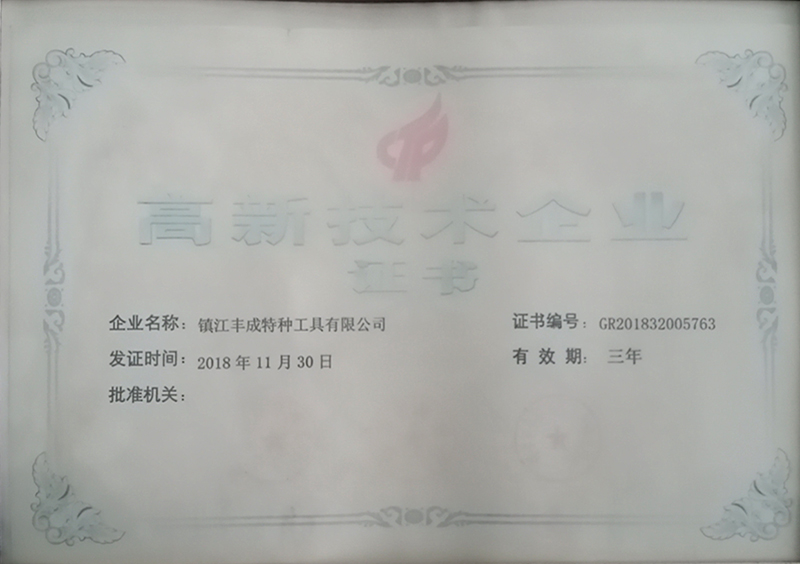 高新技术企业
证书
企业名称：镇江丰成特种工具有限公司 证书编号：GR201832005763
发证时间：2018年11月30日 有效期：三年
批准机关：